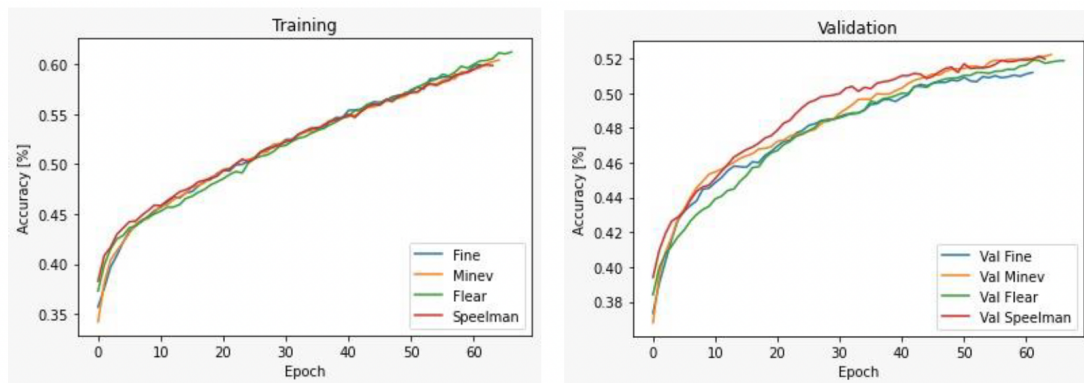 Training
Accuracy [%]
0.60
0.55
0.50
0.45
0.40
0.35
0 10 20 30 40 50 60
Epoch
Fine
Minev
Flear
Speelman
Validation
Accuracy [%]
0.52
0.50
0.48
0.46
0.44
0.42
0.40
0.38
0 10 20 30 40 50 60
Epoch
Val Fine
Val Minev
Val Flear
Val Speelman